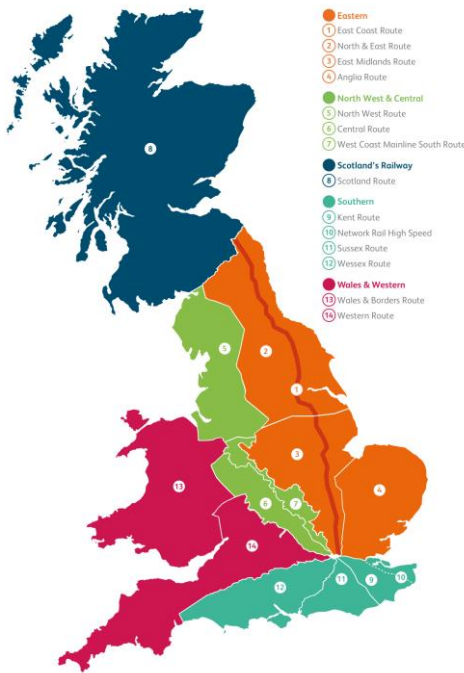 Eastern
1 East Coast Route
2 North & East Route
3 East Midlands Route
4 Anglia Route
North West & Central
5 North West Route
6 Central Route
7 West Coast Mainline South Route
Scotland's Railway
8 Scotland Route
Southern
9 Kent Route
10 Network Rail High Speed
11 Sussex Route
12 Wessex Route
Wales & Western
13 Wales & Borders Route
14 Western Route
8
5
2
1
3
4
13
6
7
14
12
11
9
10